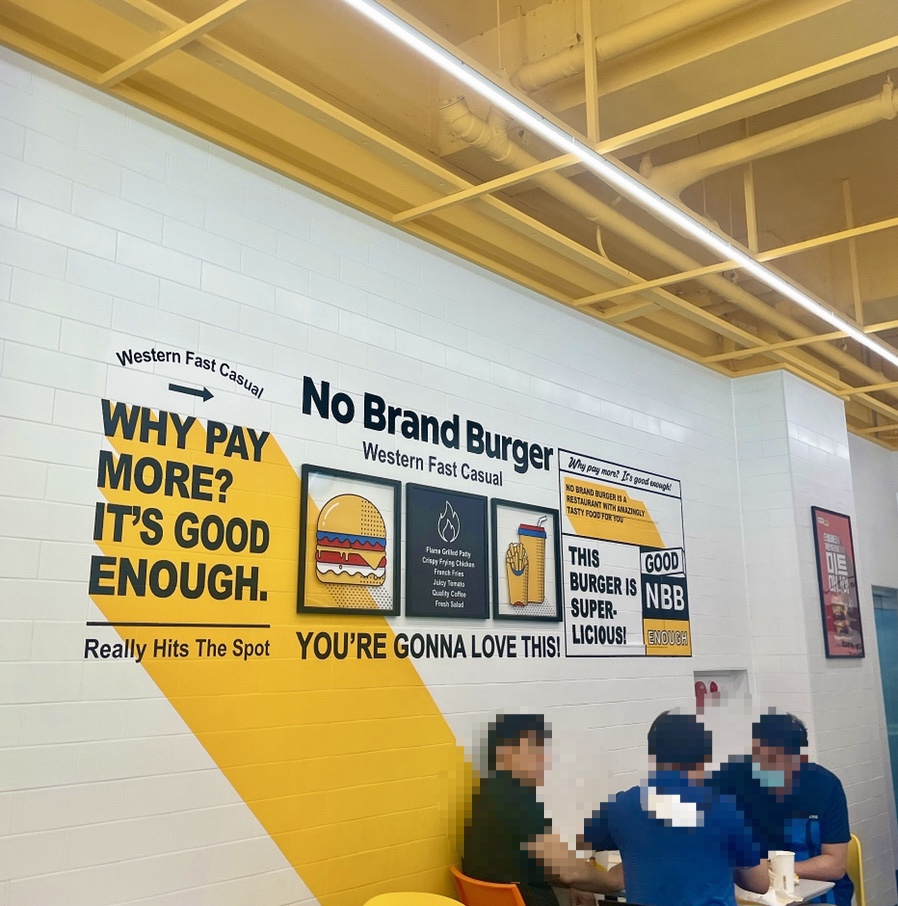 Western Fast Casual
WHY PAY
MORE?
IT'S GOOD
ENOUGH.
Really Hits The Spot
No Brand Burger
Western Fast Casual
Flame Grilled Patty
Crispy Frying Chicken
French Fries
Juicy Tomato
Quality Coffee
Fresh Salad
YOU'RE GONNA LOVE THIS!
Why pay more? It's good enough!
NO BRAND BURGER IS A
RESTAURANT WITH AMAZINGLY
TASTY FOOD FOR YOU
THIS
BURGER IS
SUPER-
LICIOUS!
GOOD
NBB
ENOUGH